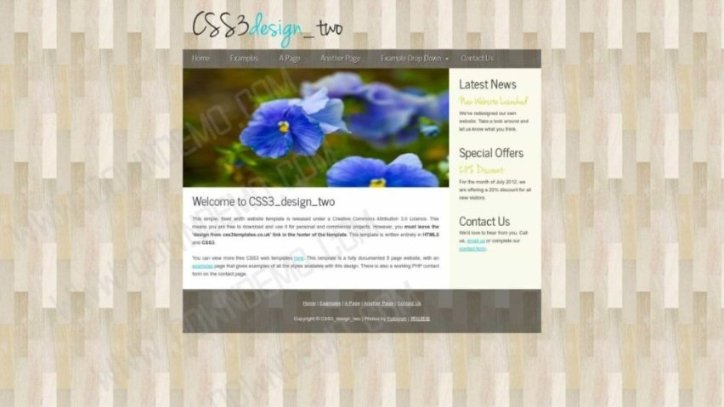 CSS3design_two
Home Examples A Page Another Page Example Drop Down Contact Us
Latest News
New Website Launched
We've redesigned our own
website. Take a look around and
let us know what you think.
Special Offers
20% Discount
For the month of July 2012, we
are offering a 20% discount for all
new visitors.
Contact Us
We'd love to hear from you. Call
us, email us or complete our
contact form.
Welcome to CSS3_design_two
This simple, fixed width website template is released under a Creative Commons Attribution 3.0 Licence. This
means you are free to download and use it for personal and commercial projects. However, you must leave the
'design from css3templates.co.uk' link in the footer of the template. This template is written entirely in HTML5
and CSS3.
You can view more free CSS3 web templates here. This template is a fully documented 5 page website, with an
examples page that gives examples of all the styles available with this design. There is also a working PHP contact
form on the contact page.
Home | Examples | A Page | Another Page | Contact Us
Copyright © CSS3_design_two | Photos by | 网站模板